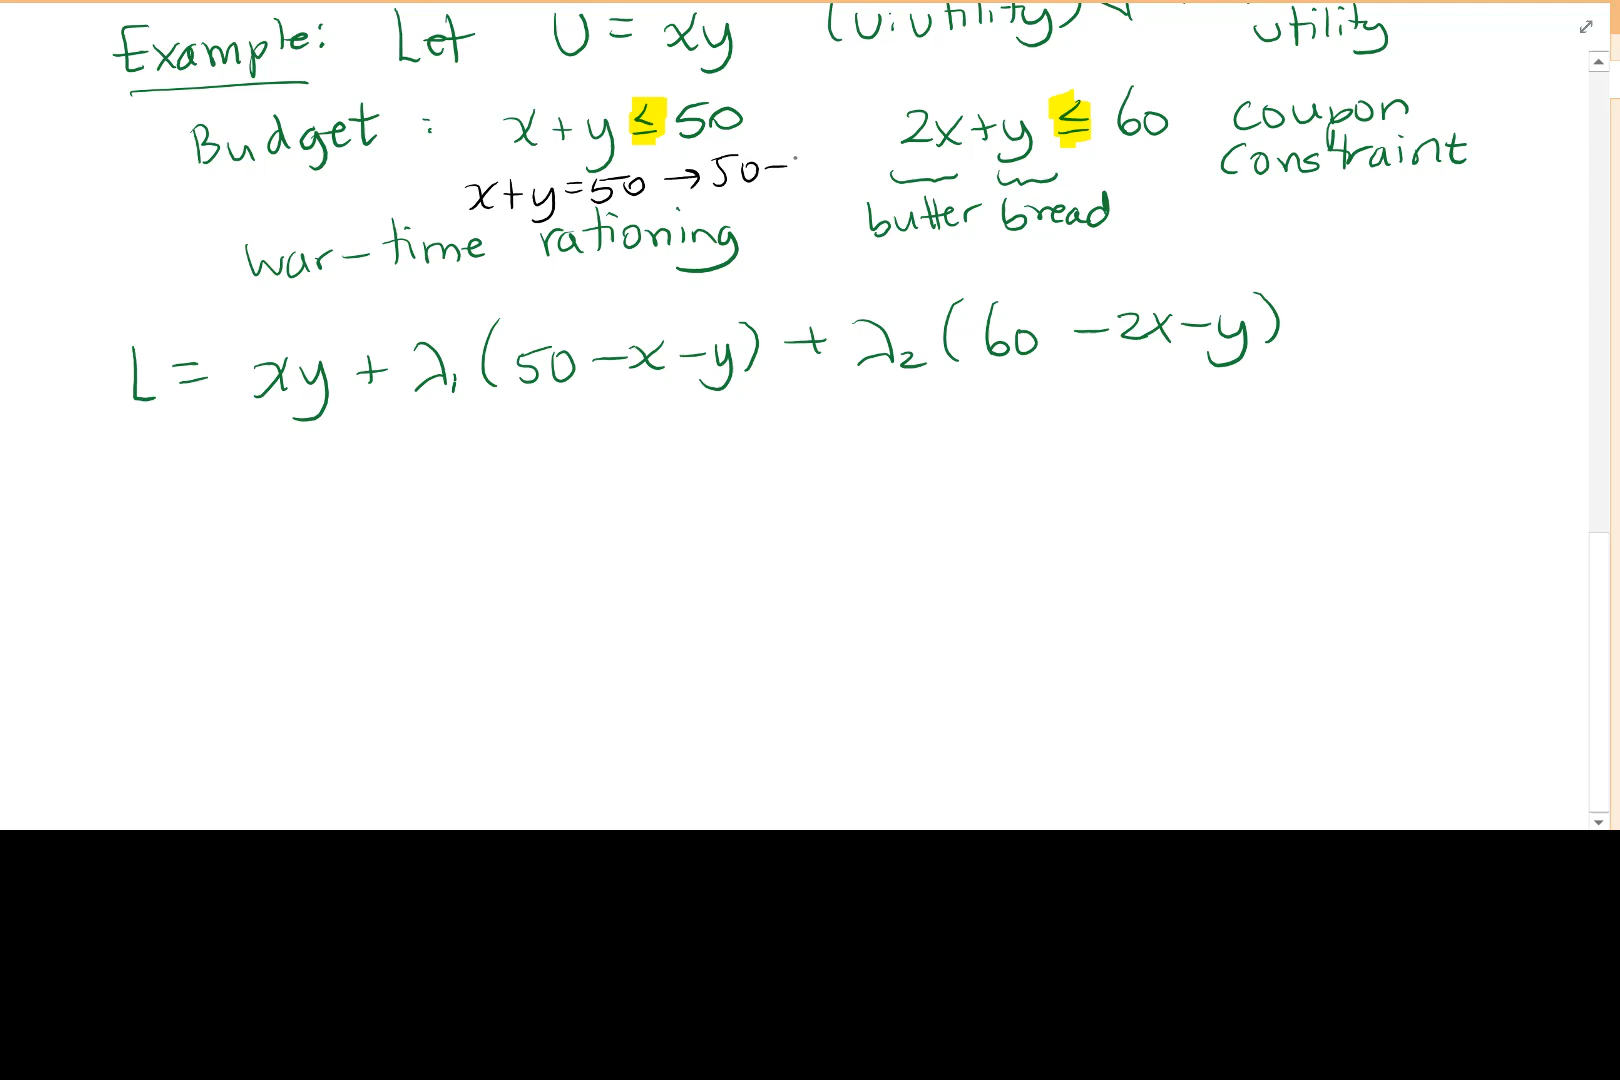 Example: Let U = xy (U: utility) utility
Budget : x + y ≤ 50 2x + y ≤ 60 coupon constraint
x + y = 50 → 50 −
butter bread
war-time rationing
L = xy + λ₁(50 − x − y) + λ₂(60 − 2x − y)